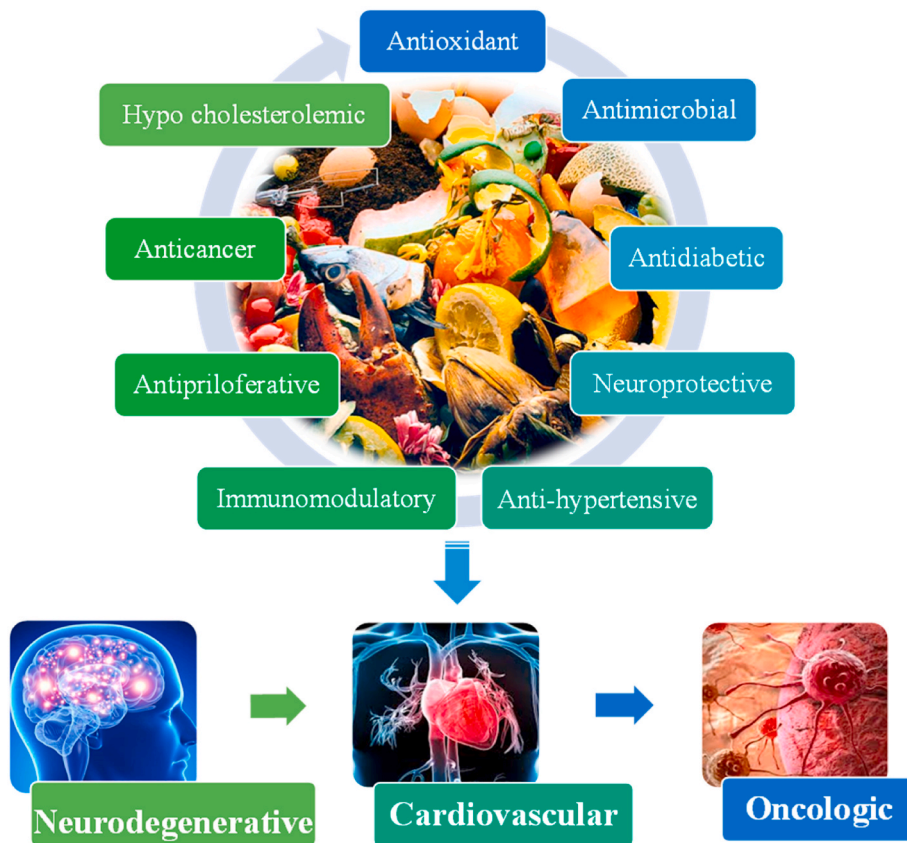 Antioxidant
Hypo cholesterolemic
Antimicrobial
Anticancer
Antidiabetic
Antipriloferative
Neuroprotective
Immunomodulatory
Anti-hypertensive
Neurodegenerative
Cardiovascular
Oncologic